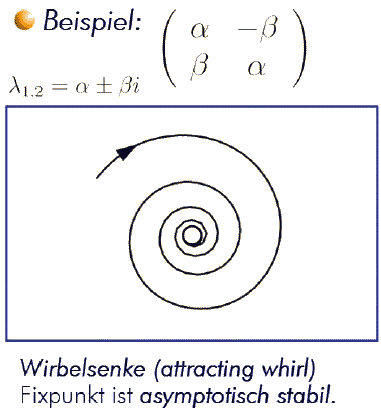 Beispiel: ( α −β
β α )
λ1,2 = α ± βi
Wirbelsenke (attracting whirl)
Fixpunkt ist asymptotisch stabil.